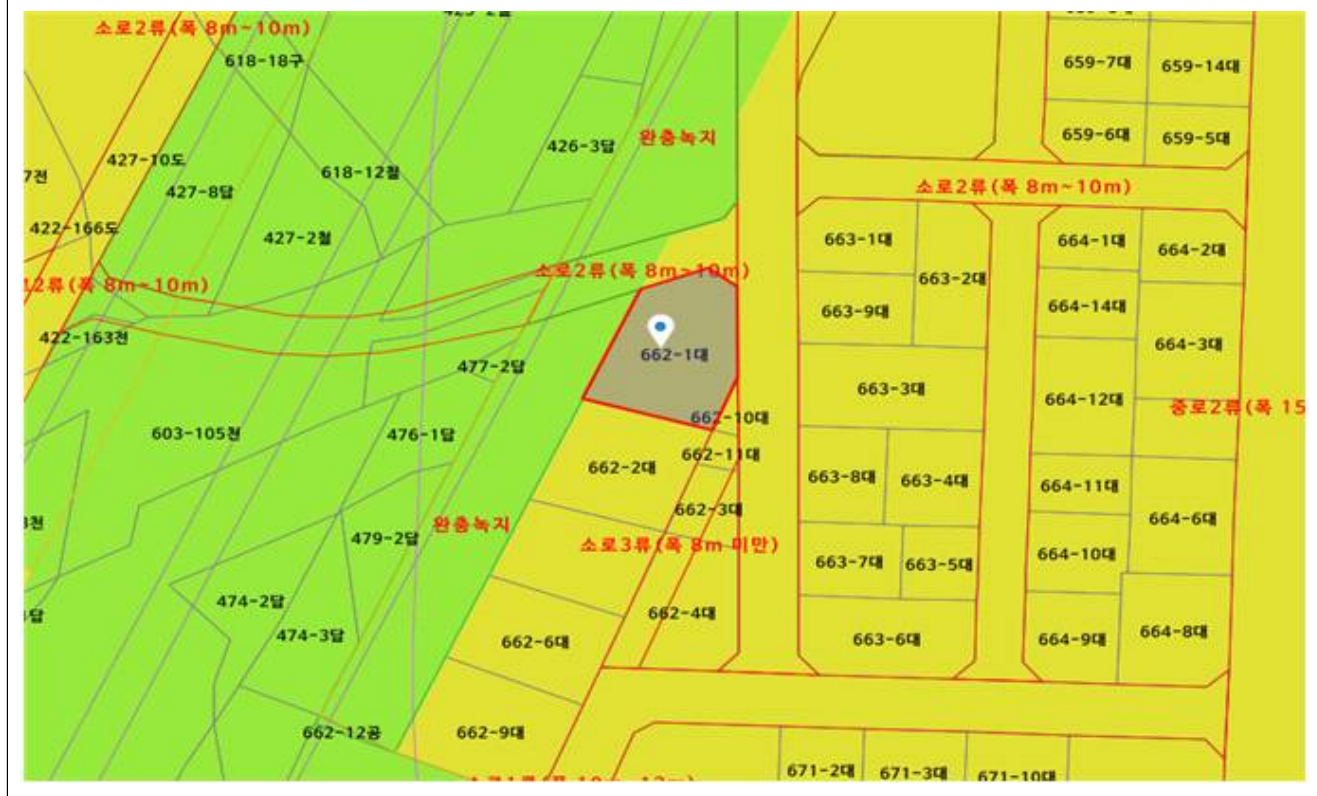 소로2류(폭 8m~10m)
618-18구
659-7대
659-14대
426-3답
완충녹지
659-6대
659-5대
427-10도
618-12철
427-8답
소로2류(폭 8m~10m)
422-166도
427-2철
663-1대
663-2대
664-1대
664-2대
소로2류(폭 8m~10m)
663-9대
664-14대
422-163전
477-2답
662-1대
664-3대
663-3대
664-12대
중로2류(폭 15
662-10대
603-105천
476-1답
662-2대
662-11대
663-8대
663-4대
664-11대
662-3대
664-6대
완충녹지
479-2답
소로3류(폭 8m 미만)
663-7대
663-5대
664-10대
474-2답
662-4대
474-3답
662-6대
663-6대
664-9대
664-8대
662-12공
662-9대
671-2대
671-3대
671-10대